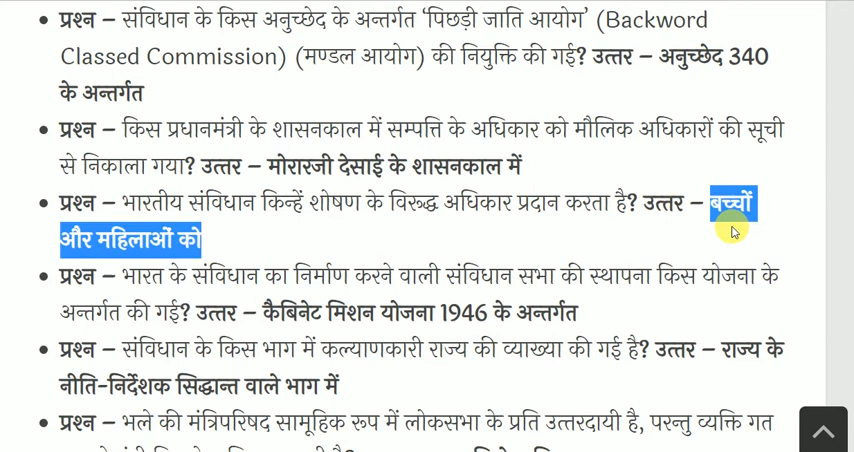 प्रश्न – संविधान के किस अनुच्छेद के अन्तर्गत ‘पिछड़ी जाति आयोग’ (Backword
Classed Commission) (मण्डल आयोग) की नियुक्ति की गई? उत्तर – अनुच्छेद 340
के अन्तर्गत
प्रश्न – किस प्रधानमंत्री के शासनकाल में सम्पत्ति के अधिकार को मौलिक अधिकारों की सूची
से निकाला गया? उत्तर – मोरारजी देसाई के शासनकाल में
प्रश्न – भारतीय संविधान किन्हें शोषण के विरूद्ध अधिकार प्रदान करता है? उत्तर – बच्चों
और महिलाओं को
प्रश्न – भारत के संविधान का निर्माण करने वाली संविधान सभा की स्थापना किस योजना के
अन्तर्गत की गई? उत्तर – कैबिनेट मिशन योजना 1946 के अन्तर्गत
प्रश्न – संविधान के किस भाग में कल्याणकारी राज्य की व्याख्या की गई है? उत्तर – राज्य के
नीति-निर्देशक सिद्धान्त वाले भाग में
प्रश्न – भले की मंत्रिपरिषद सामूहिक रूप में लोकसभा के प्रति उत्तरदायी है, परन्तु व्यक्ति गत